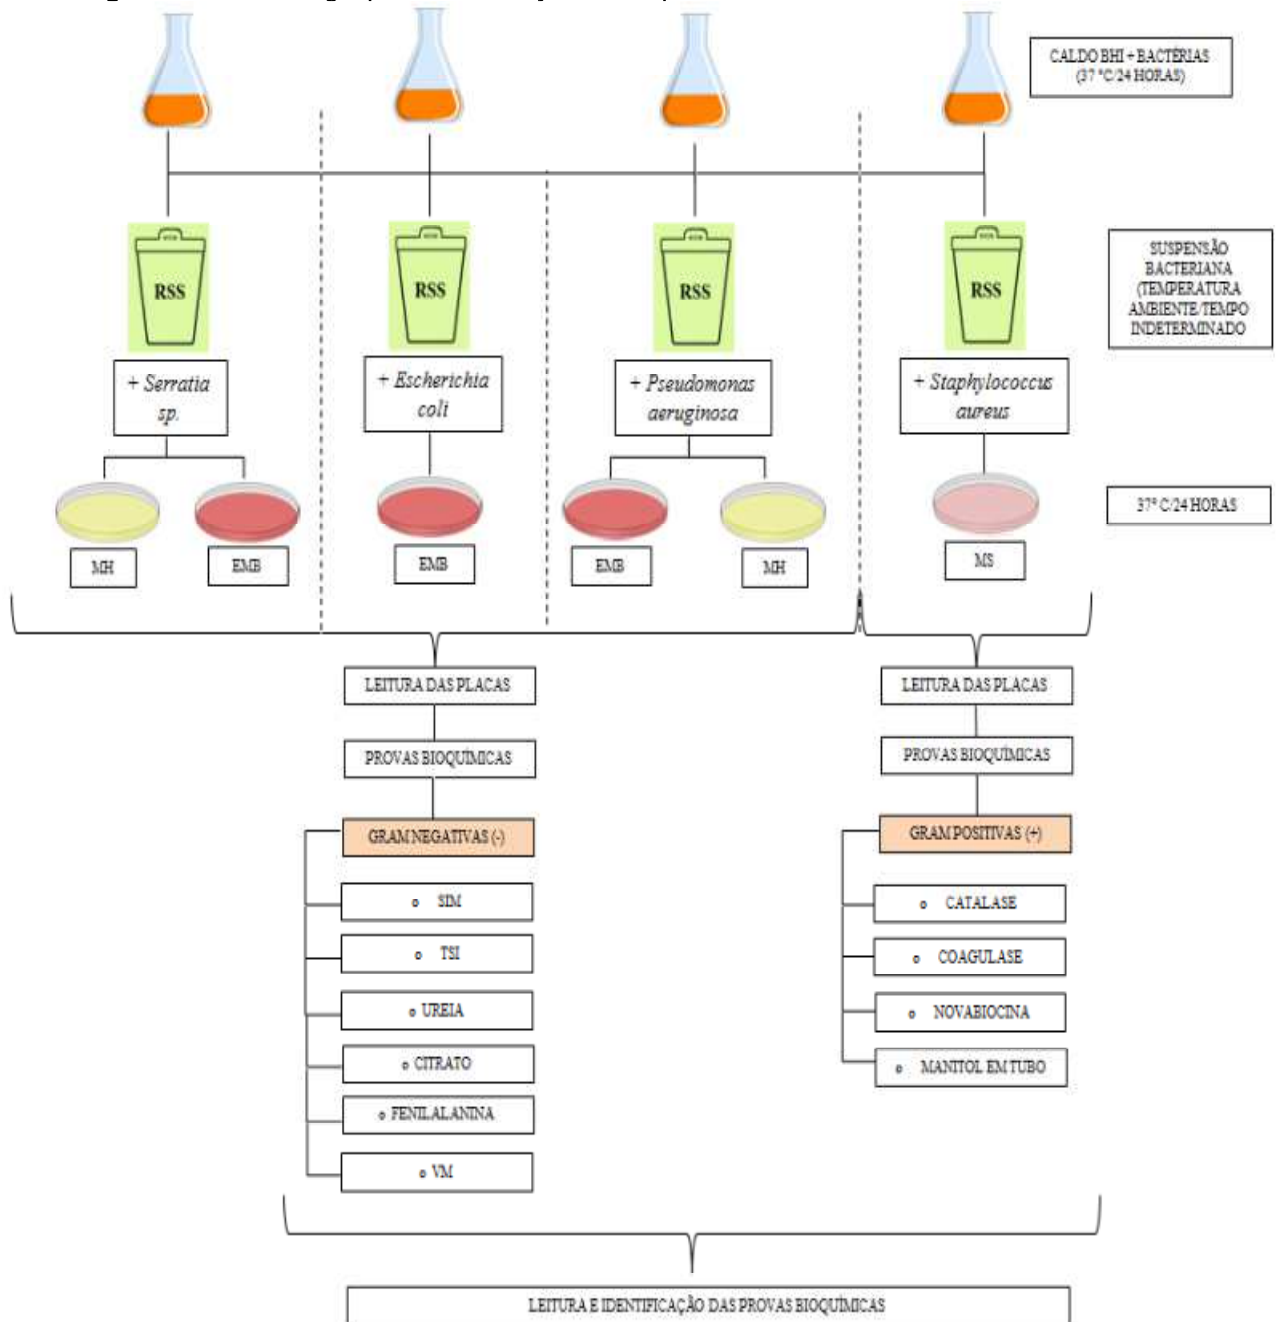 CALDO BHI + BACTÉRIAS
(37 °C/24 HORAS)
RSS
RSS
RSS
RSS
SUSPENSÃO
BACTERIANA
(TEMPERATURA
AMBIENTE/TEMPO
INDETERMINADO
+ Serratia
sp.
+ Escherichia
coli
+ Pseudomonas
aeruginosa
+ Staphylococcus
aureus
37° C/24 HORAS
MH
EMB
EMB
EMB
MH
MS
LEITURA DAS PLACAS
LEITURA DAS PLACAS
PROVAS BIOQUÍMICAS
PROVAS BIOQUÍMICAS
GRAM NEGATIVAS (-)
o SIM
o TSI
o UREIA
o CITRATO
o FENILALANINA
o VM
GRAM POSITIVAS (+)
o CATALASE
o COAGULASE
o NOVABIOCINA
o MANITOL EM TUBO
LEITURA E IDENTIFICAÇÃO DAS PROVAS BIOQUÍMICAS